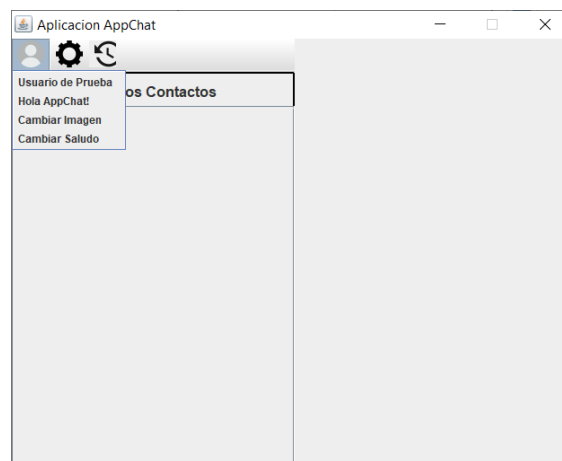 Aplicacion AppChat
Usuario de Prueba
Hola AppChat!
Cambiar Imagen
Cambiar Saludo
os Contactos